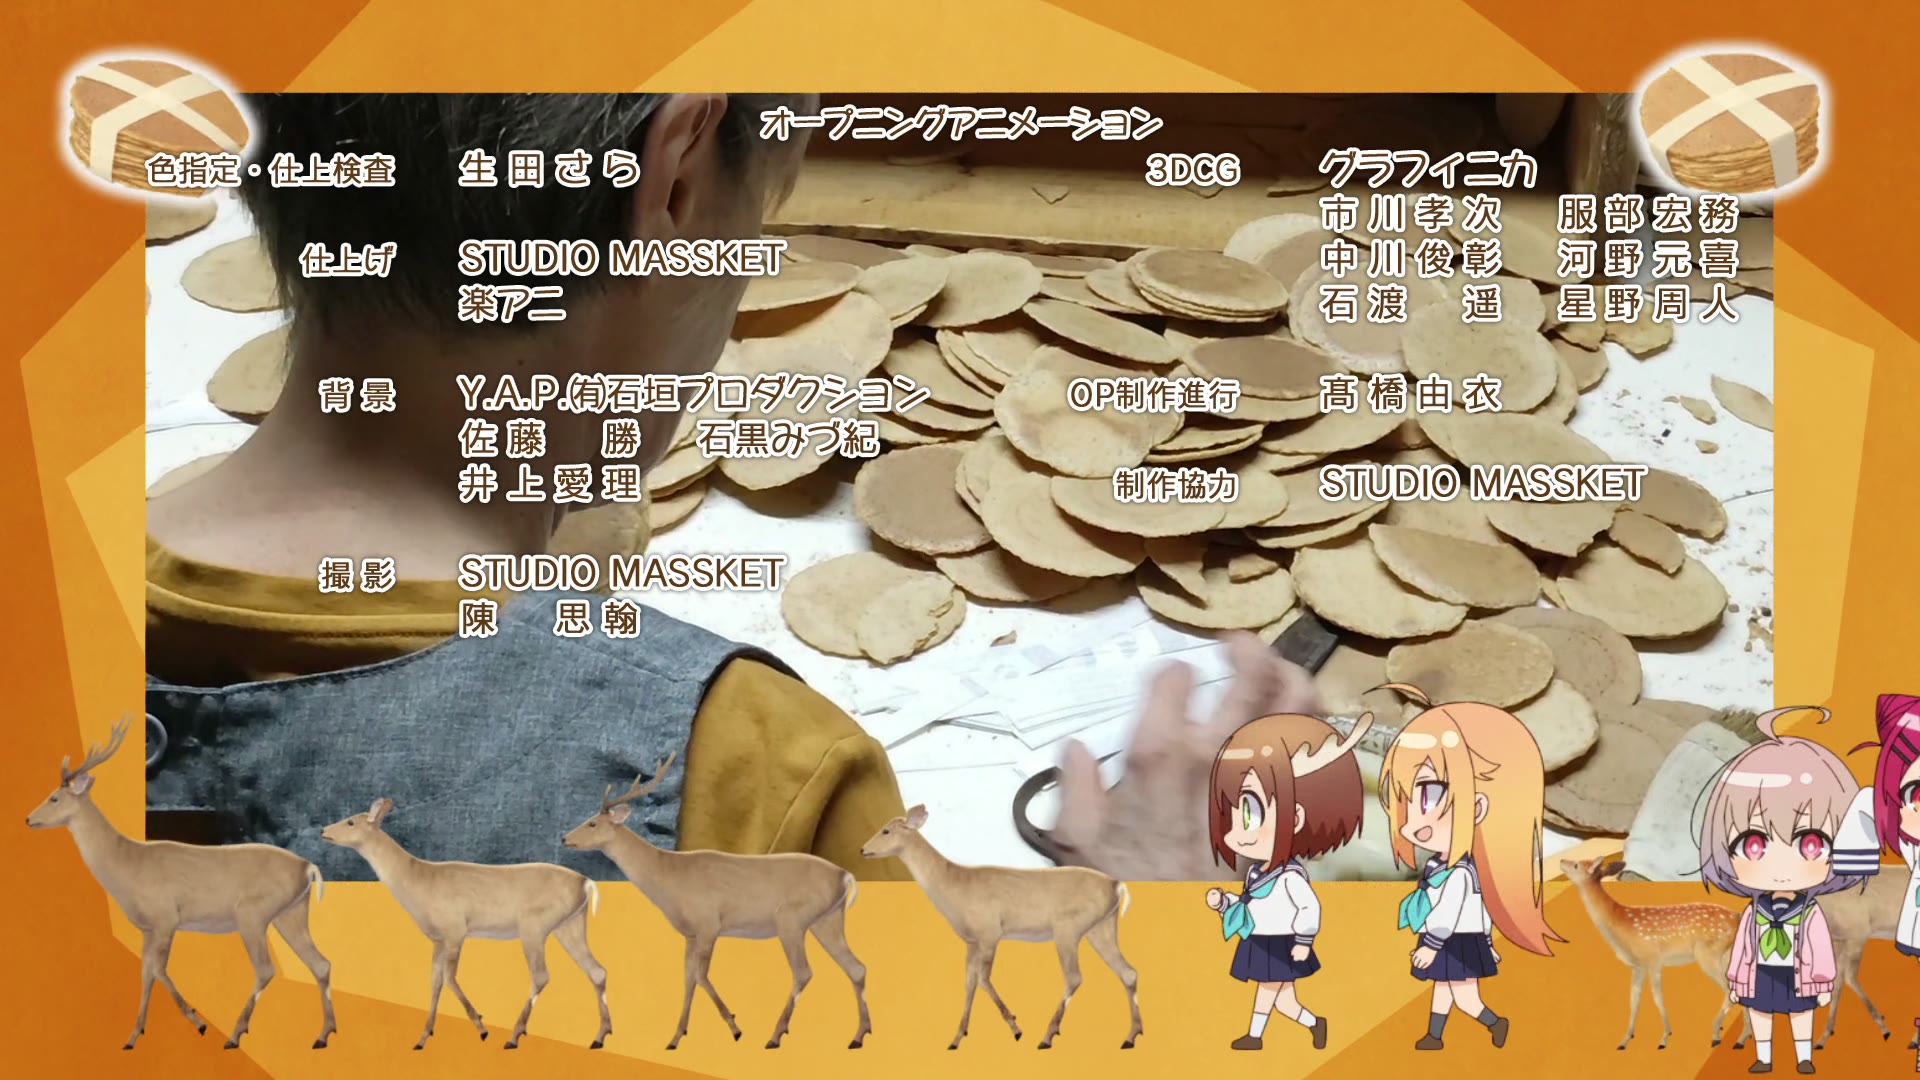 オープニングアニメーション
色指定・仕上検査 生田さら
仕上げ STUDIO MASSKET
楽アニ
背景 Y.A.P.㈲石垣プロダクション
佐藤 勝 石黒みづ紀
井上愛理
撮影 STUDIO MASSKET
陳 思翰
3DCG グラフィニカ
市川孝次 服部宏務
中川俊彰 河野元喜
石渡 遥 星野周人
OP制作進行 髙橋由衣
制作協力 STUDIO MASSKET